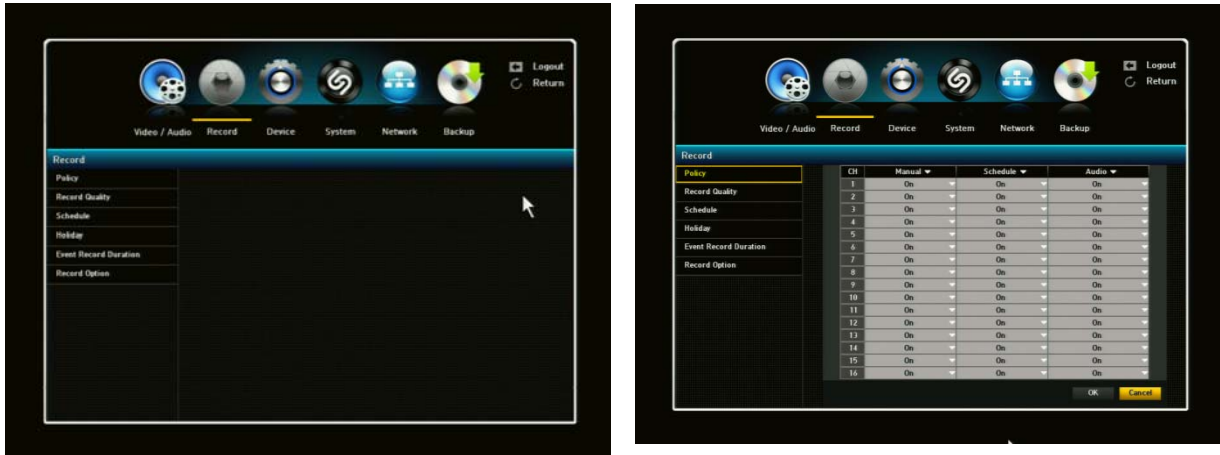 Logout
Return
Video / Audio Record Device System Network Backup
Record
Policy
Record Quality
Schedule
Holiday
Event Record Duration
Record Option
Logout
Return
Video / Audio Record Device System Network Backup
Record
Policy
Record Quality
Schedule
Holiday
Event Record Duration
Record Option
CH Manual Schedule Audio
1 On On On
2 On On On
3 On On On
4 On On On
5 On On On
6 On On On
7 On On On
8 On On On
9 On On On
10 On On On
11 On On On
12 On On On
13 On On On
14 On On On
15 On On On
16 On On On
OK Cancel